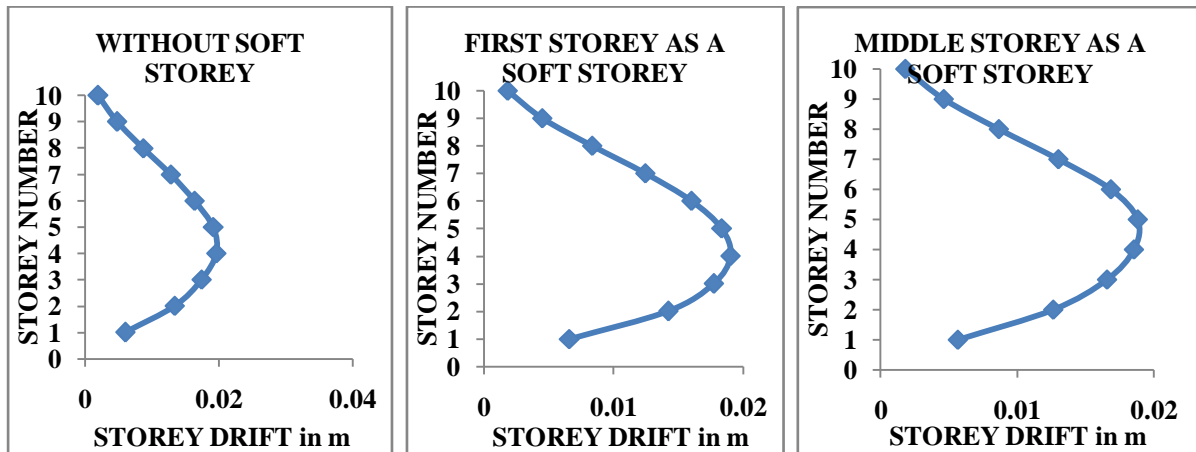 WITHOUT SOFT
STOREY
STOREY NUMBER
10
9
8
7
6
5
4
3
2
1
0
0 0.02 0.04
STOREY DRIFT in m
FIRST STOREY AS A
SOFT STOREY
STOREY NUMBER
10
9
8
7
6
5
4
3
2
1
0
0 0.01 0.02
STOREY DRIFT in m
MIDDLE STOREY AS A
SOFT STOREY
STOREY NUMBER
10
9
8
7
6
5
4
3
2
1
0
0 0.01 0.02
STOREY DRIFT in m